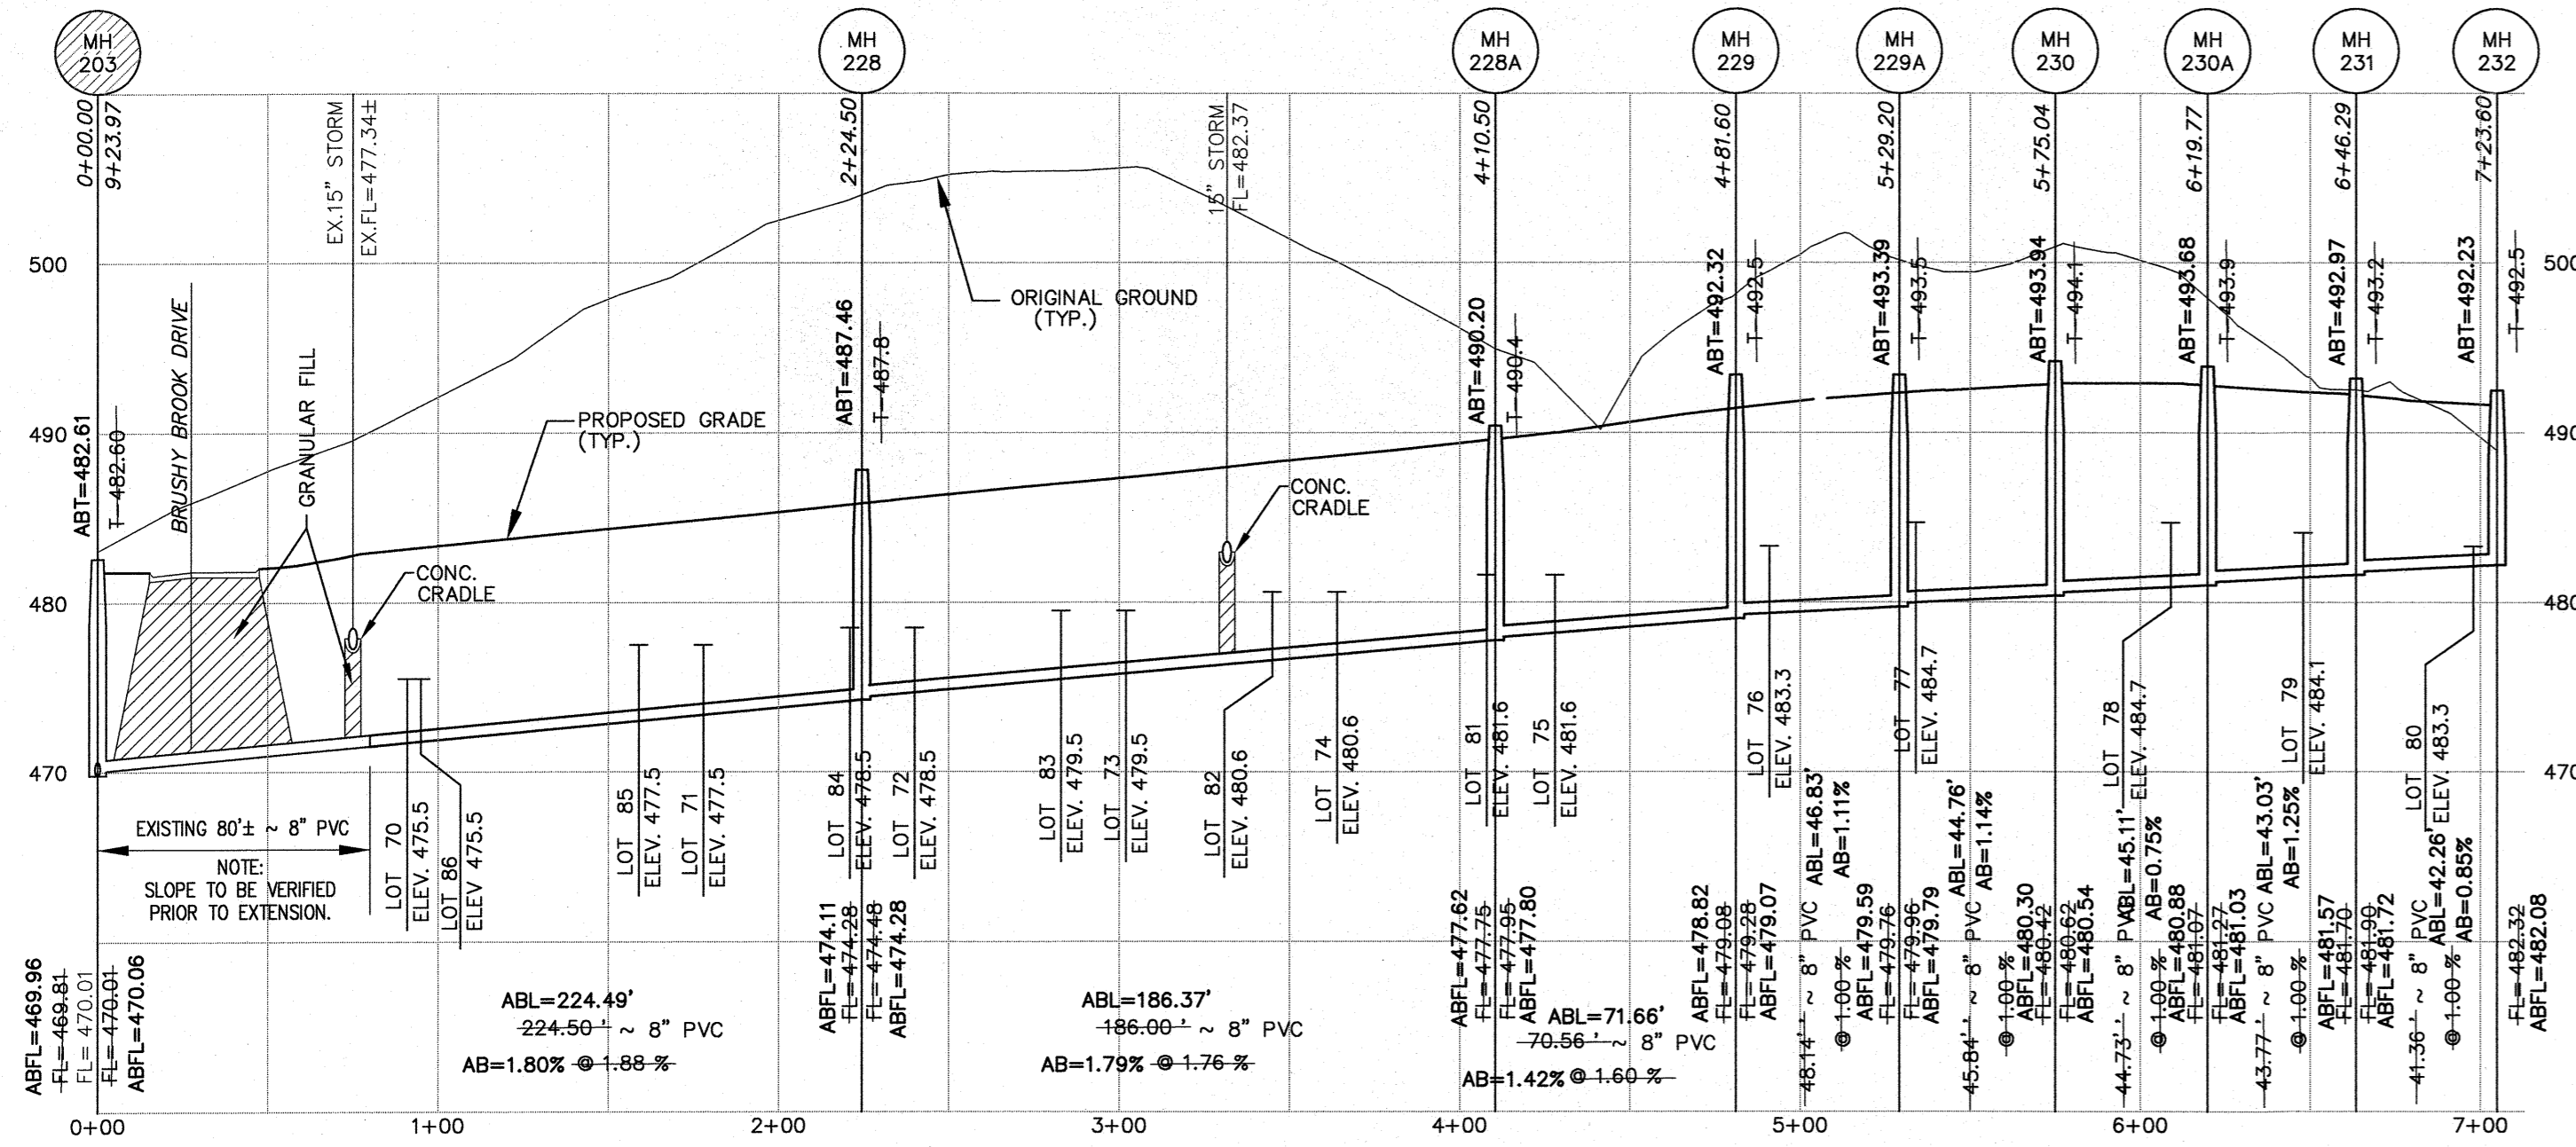 MH
203
MH
228
MH
228A
MH
229
MH
229A
MH
230
MH
230A
MH
231
MH
232
0+00.00
9+23.97
EX.15" STORM
EX.FL=477.34±
2+24.50
15" STORM
FL=482.37
4+10.50
4+81.60
5+29.20
5+75.04
6+19.77
6+46.29
7+23.60
500
490
480
470
500
490
480
470
ABT=482.61
T-482.60
BRUSHY BROOK DRIVE
GRANULAR FILL
PROPOSED GRADE
(TYP.)
ABT=487.46
T-487.8
ORIGINAL GROUND
(TYP.)
ABT=490.20
T-490.4
ABT=492.32
T-492.5
ABT=493.39
T-493.5
ABT=493.94
T-494.1
ABT=493.68
T-493.9
ABT=492.97
T-493.2
ABT=492.23
T-492.5
CONC.
CRADLE
CONC.
CRADLE
EXISTING 80'± ~ 8" PVC
NOTE:
SLOPE TO BE VERIFIED
PRIOR TO EXTENSION.
LOT 70
ELEV. 475.5
LOT 86
ELEV 475.5
LOT 85
ELEV. 477.5
LOT 71
ELEV. 477.5
LOT 84
ELEV. 478.5
LOT 72
ELEV. 478.5
LOT 83
ELEV. 479.5
LOT 73
ELEV. 479.5
LOT 82
ELEV. 480.6
LOT 74
ELEV. 480.6
LOT 81
ELEV. 481.6
LOT 75
ELEV. 481.6
LOT 76
ELEV. 483.3
LOT 77
ELEV. 484.7
LOT 78
ELEV. 484.7
LOT 79
ELEV. 484.1
LOT 80
ELEV. 483.3
ABFL=469.96
FL=469.81
FL=470.01
FL=470.01
ABFL=470.06
ABL=224.49'
224.50' ~ 8" PVC
AB=1.80% @ 1.88 %
ABFL=474.11
FL=474.28
FL=474.48
ABFL=474.28
ABL=186.37'
186.00' ~ 8" PVC
AB=1.79% @ 1.76 %
ABFL=477.62
FL=477.75
FL=477.95
ABFL=477.80
ABL=71.66'
70.56' ~ 8" PVC
AB=1.42% @ 1.60 %
ABFL=478.82
FL=479.08
FL=479.28
ABFL=479.07
ABL=46.83'
48.14' ~ 8" PVC
AB=1.11%
@ 1.00 %
ABFL=479.59
FL=479.76
FL=479.96
ABFL=479.79
ABL=44.76'
45.84' ~ 8" PVC
AB=1.14%
@ 1.00 %
ABFL=480.30
FL=480.42
FL=480.62
ABFL=480.54
ABL=45.11'
44.73' ~ 8" PVC
AB=0.75%
@ 1.00 %
ABFL=480.88
FL=481.07
FL=481.27
ABFL=481.03
ABL=43.03'
43.77' ~ 8" PVC
AB=1.25%
@ 1.00 %
ABFL=481.57
FL=481.70
FL=481.90
ABFL=481.72
ABL=42.26'
41.36' ~ 8" PVC
AB=0.85%
@ 1.00 %
FL=482.32
ABFL=482.08
0+00
1+00
2+00
3+00
4+00
5+00
6+00
7+00